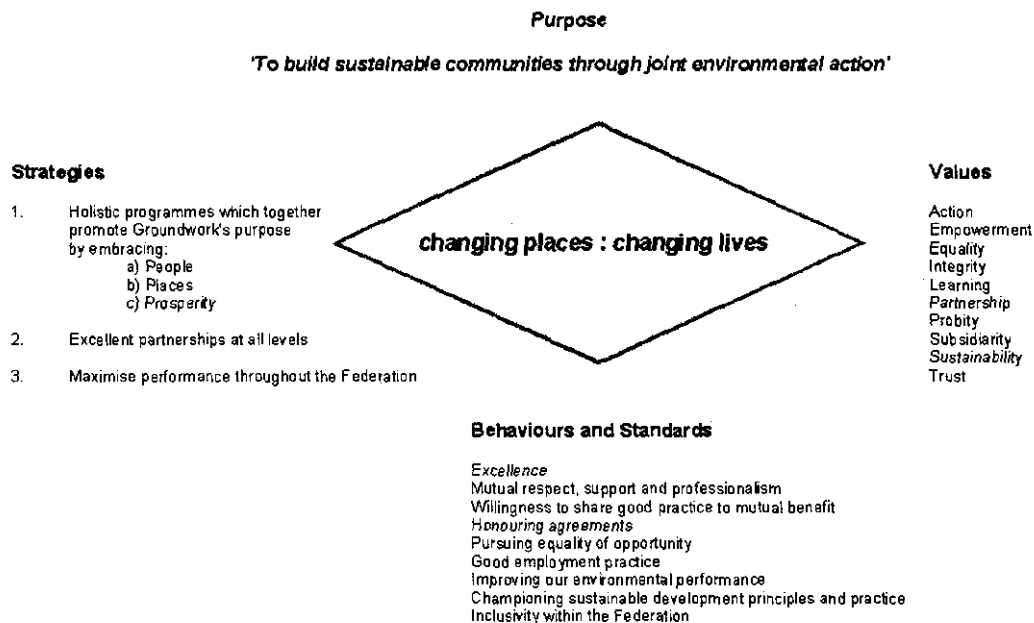 Purpose
'To build sustainable communities through joint environmental action'
Strategies
1. Holistic programmes which together
promote Groundwork's purpose
by embracing:
a) People
b) Places
c) Prosperity
2. Excellent partnerships at all levels
3. Maximise performance throughout the Federation
changing places : changing lives
Values
Action
Empowerment
Equality
Integrity
Learning
Partnership
Probity
Subsidiarity
Sustainability
Trust
Behaviours and Standards
Excellence
Mutual respect, support and professionalism
Willingness to share good practice to mutual benefit
Honouring agreements
Pursuing equality of opportunity
Good employment practice
Improving our environmental performance
Championing sustainable development principles and practice
Inclusivity within the Federation